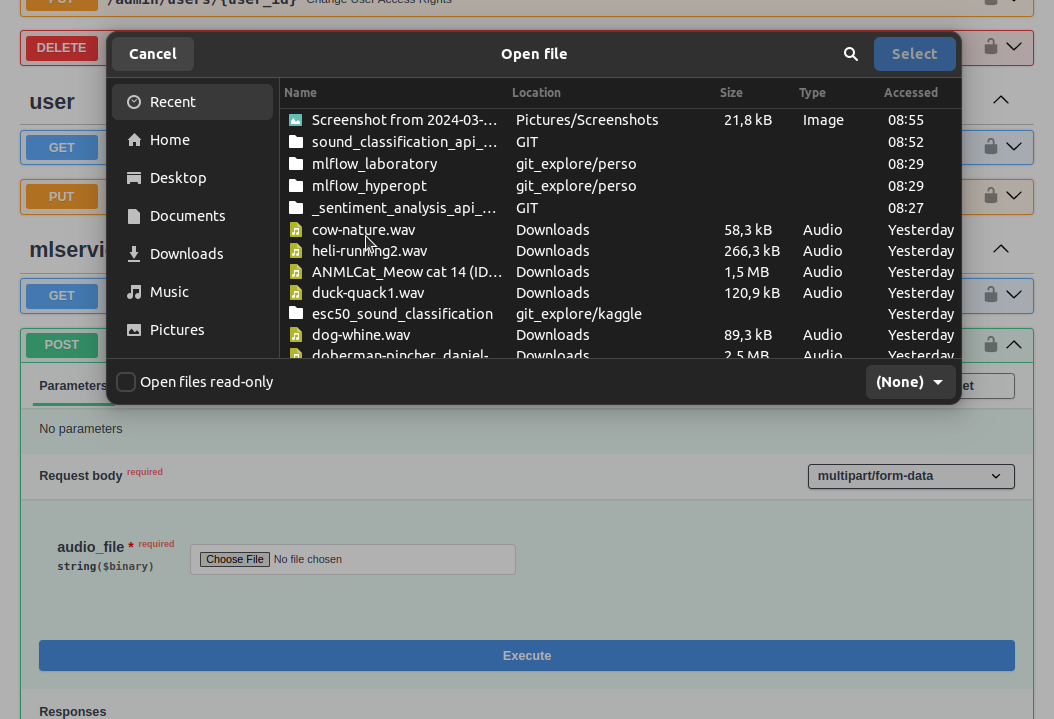 PUT /admin/users/{user_id} Change User Access Rights
DELETE
Cancel Open file Select
Name Location Size Type Accessed
Recent
Home
Desktop
Documents
Downloads
Music
Pictures
Screenshot from 2024-03-... Pictures/Screenshots 21,8 kB Image 08:55
sound_classification_api_... GIT 08:52
mlflow_laboratory git_explore/perso 08:29
mlflow_hyperopt git_explore/perso 08:29
_sentiment_analysis_api_... GIT 08:27
cow-nature.wav Downloads 58,3 kB Audio Yesterday
heli-running2.wav Downloads 266,3 kB Audio Yesterday
ANMLCat_Meow cat 14 (ID... Downloads 1,5 MB Audio Yesterday
duck-quack1.wav Downloads 120,9 kB Audio Yesterday
esc50_sound_classification git_explore/kaggle Yesterday
dog-whine.wav Downloads 89,3 kB Audio Yesterday
doberman-pincher_daniel- Downloads 2,5 MB Audio Yesterday
Open files read-only (None)
user
GET
PUT
mlservi
GET
POST
Parameters et
No parameters
Request body required multipart/form-data
audio_file * required
string($binary)
Choose File No file chosen
Execute
Responses